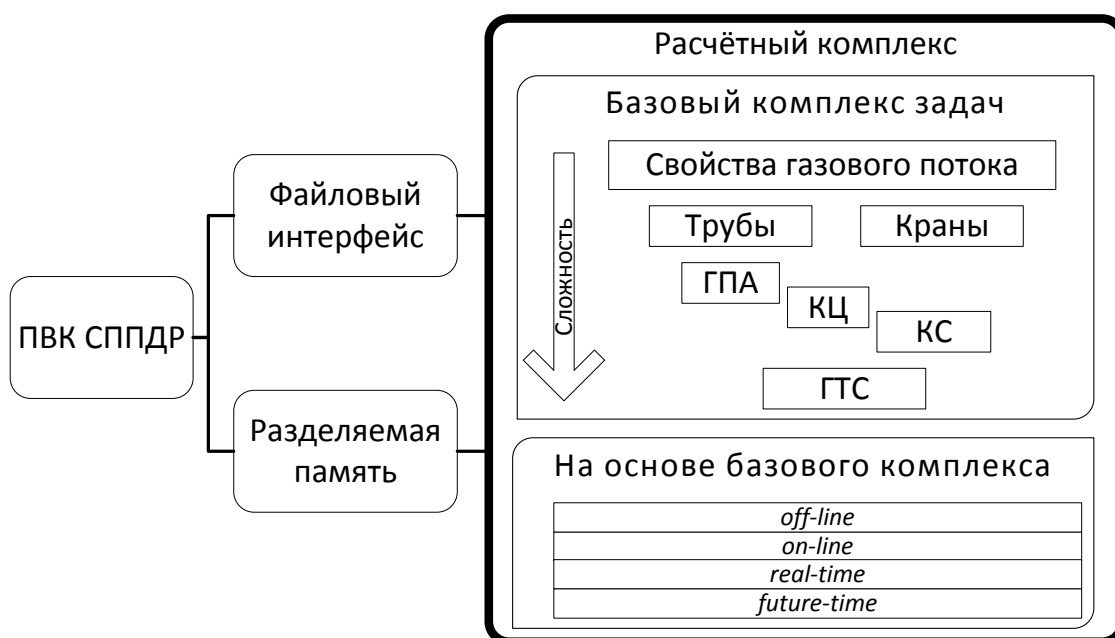 ПВК СППДР
Файловый
интерфейс
Разделяемая
память
Расчётный комплекс
Базовый комплекс задач
Сложность
Свойства газового потока
Трубы
Краны
ГПА
КЦ
КС
ГТС
На основе базового комплекса
off-line
on-line
real-time
future-time